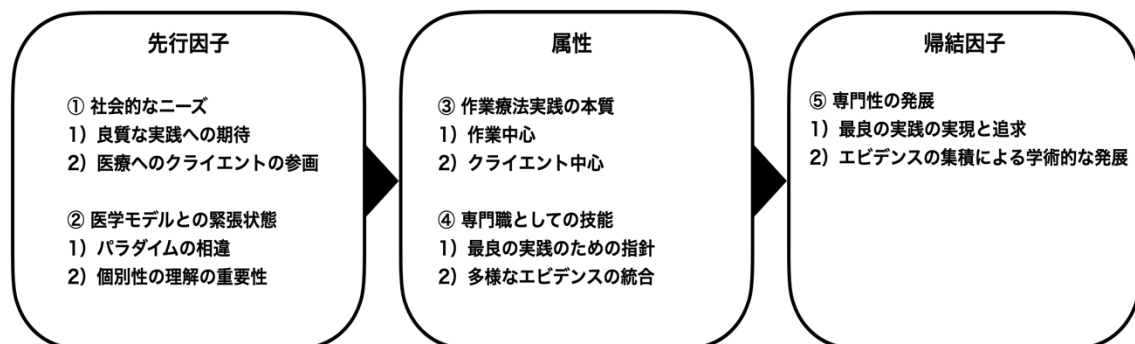 先行因子
① 社会的なニーズ
1）良質な実践への期待
2）医療へのクライエントの参画
② 医学モデルとの緊張状態
1）パラダイムの相違
2）個別性の理解の重要性
属性
③ 作業療法実践の本質
1）作業中心
2）クライエント中心
④ 専門職としての技能
1）最良の実践のための指針
2）多様なエビデンスの統合
帰結因子
⑤ 専門性の発展
1）最良の実践の実現と追求
2）エビデンスの集積による学術的な発展